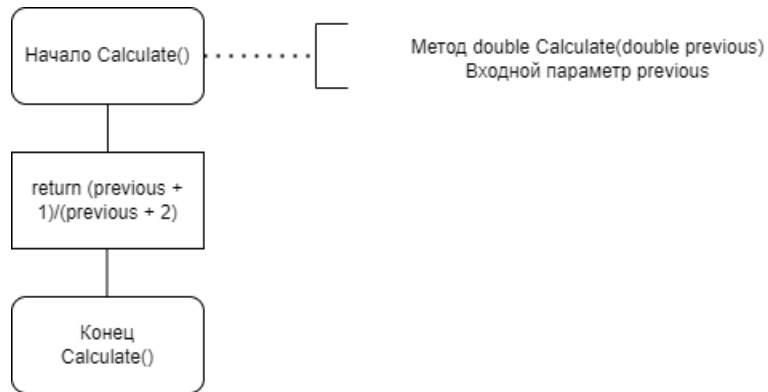 Начало Calculate()
Метод double Calculate(double previous)
Входной параметр previous
return (previous +
1)/(previous + 2)
Конец
Calculate()